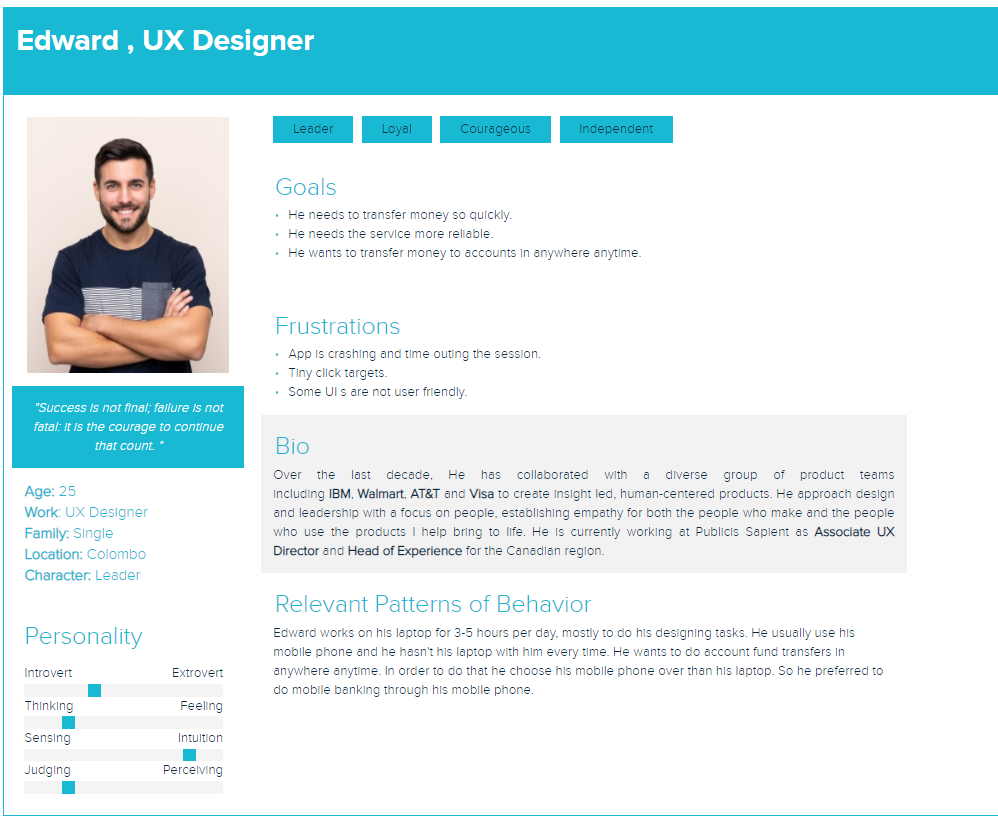 Edward , UX Designer
Leader
Loyal
Courageous
Independent
Goals
He needs to transfer money so quickly.
He needs the service more reliable.
He wants to transfer money to accounts in anywhere anytime.
Frustrations
App is crashing and time outing the session.
Tiny click targets.
Some UI s are not user friendly.
"Success is not final; failure is not
fatal: it is the courage to continue
that count. "
Age: 25
Work: UX Designer
Family: Single
Location: Colombo
Character: Leader
Personality
Introvert Extrovert
Thinking Feeling
Sensing Intuition
Judging Perceiving
Bio
Over the last decade, He has collaborated with a diverse group of product teams
including IBM, Walmart, AT&T and Visa to create insight led, human-centered products. He approach design
and leadership with a focus on people, establishing empathy for both the people who make and the people
who use the products I help bring to life. He is currently working at Publicis Sapient as Associate UX
Director and Head of Experience for the Canadian region.
Relevant Patterns of Behavior
Edward works on his laptop for 3-5 hours per day, mostly to do his designing tasks. He usually use his
mobile phone and he hasn't his laptop with him every time. He wants to do account fund transfers in
anywhere anytime. In order to do that he choose his mobile phone over than his laptop. So he preferred to
do mobile banking through his mobile phone.